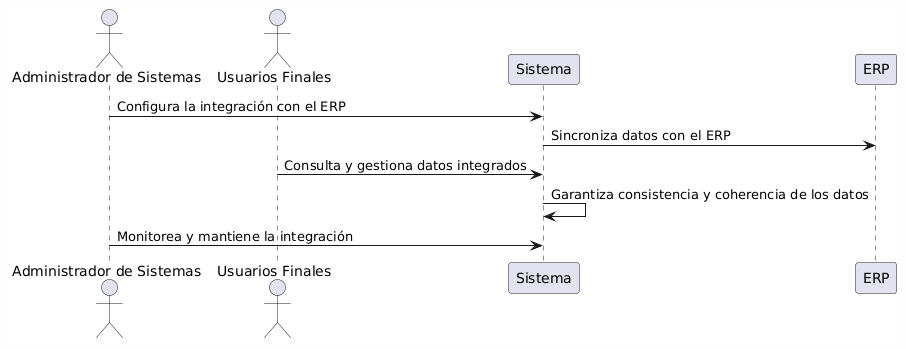 Administrador de Sistemas
Usuarios Finales
Sistema
ERP
Configura la integración con el ERP
Sincroniza datos con el ERP
Consulta y gestiona datos integrados
Garantiza consistencia y coherencia de los datos
Monitorea y mantiene la integración
Administrador de Sistemas
Usuarios Finales
Sistema
ERP